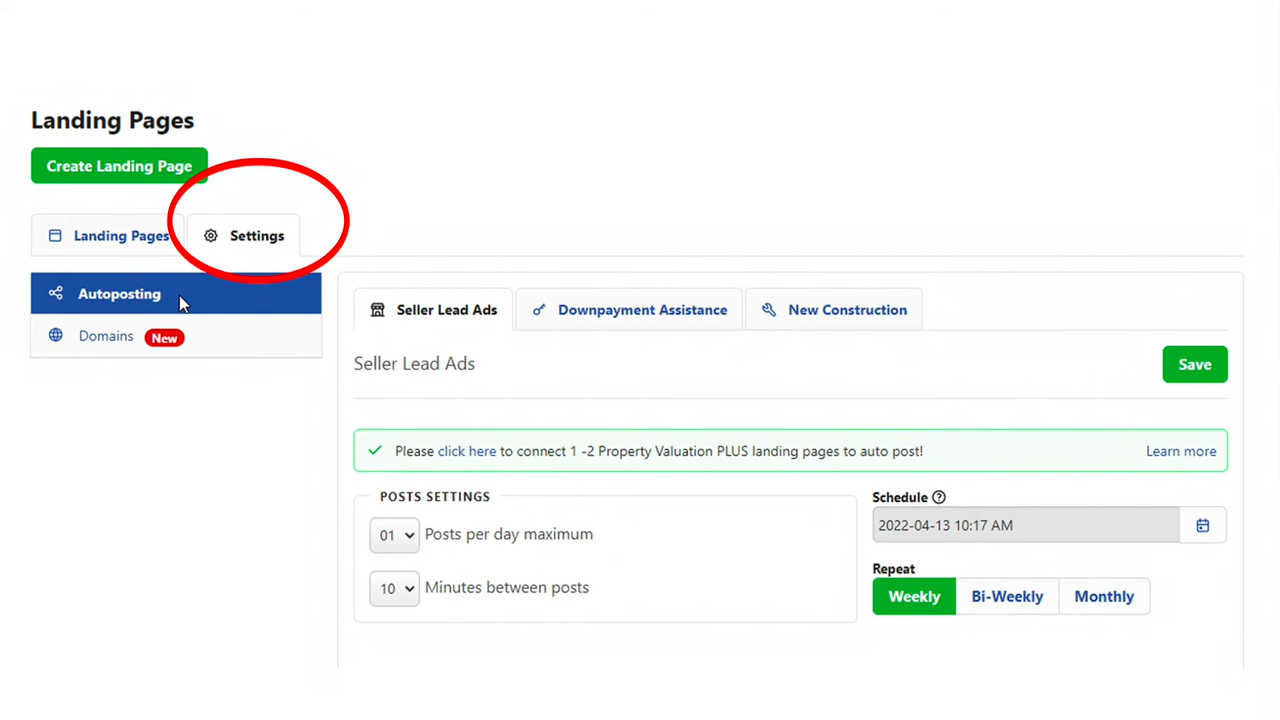 Landing Pages
Create Landing Page
Landing Pages
Settings
Autoposting
Domains New
Seller Lead Ads
Downpayment Assistance
New Construction
Seller Lead Ads
Save
Please click here to connect 1 -2 Property Valuation PLUS landing pages to auto post!
Learn more
POSTS SETTINGS
01 Posts per day maximum
10 Minutes between posts
Schedule ?
2022-04-13 10:17 AM
Repeat
Weekly Bi-Weekly Monthly